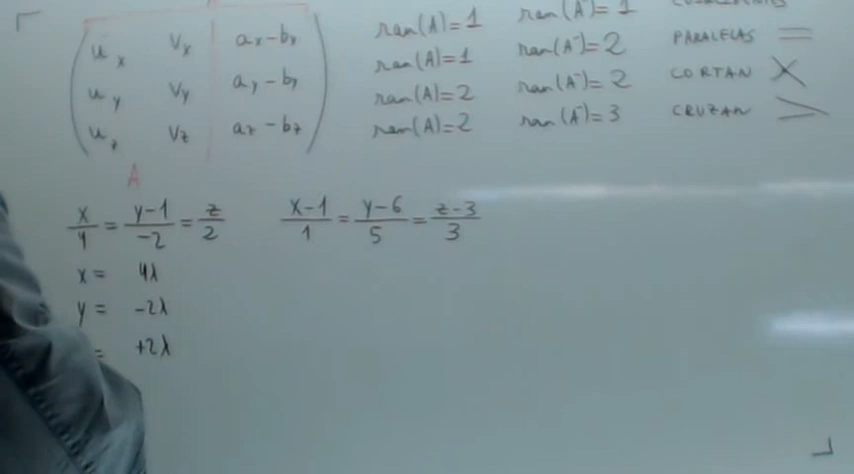 ran(A)=1 ran(A⁻)=1
u_x v_x a_x-b_x ran(A)=1 ran(A⁻)=2 PARALELAS
u_y v_y a_y-b_y ran(A)=2 ran(A⁻)=2 CORTAN
u_z v_z a_z-b_z ran(A)=2 ran(A⁻)=3 CRUZAN
A
x/4 = y-1/-2 = z/2 x-1/1 = y-6/5 = z-3/3
x = 4λ
y = -2λ
= +2λ